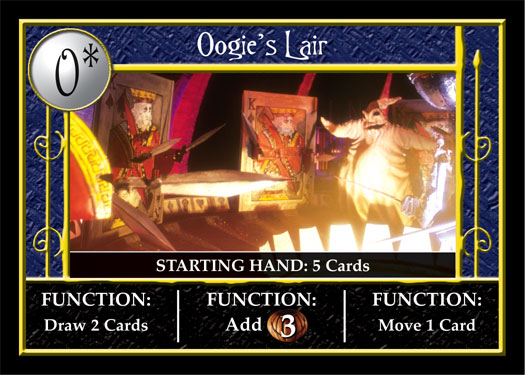 Oogie's Lair
0*
K
STARTING HAND: 5 Cards
FUNCTION:
Draw 2 Cards
FUNCTION:
Add 3
FUNCTION:
Move 1 Card